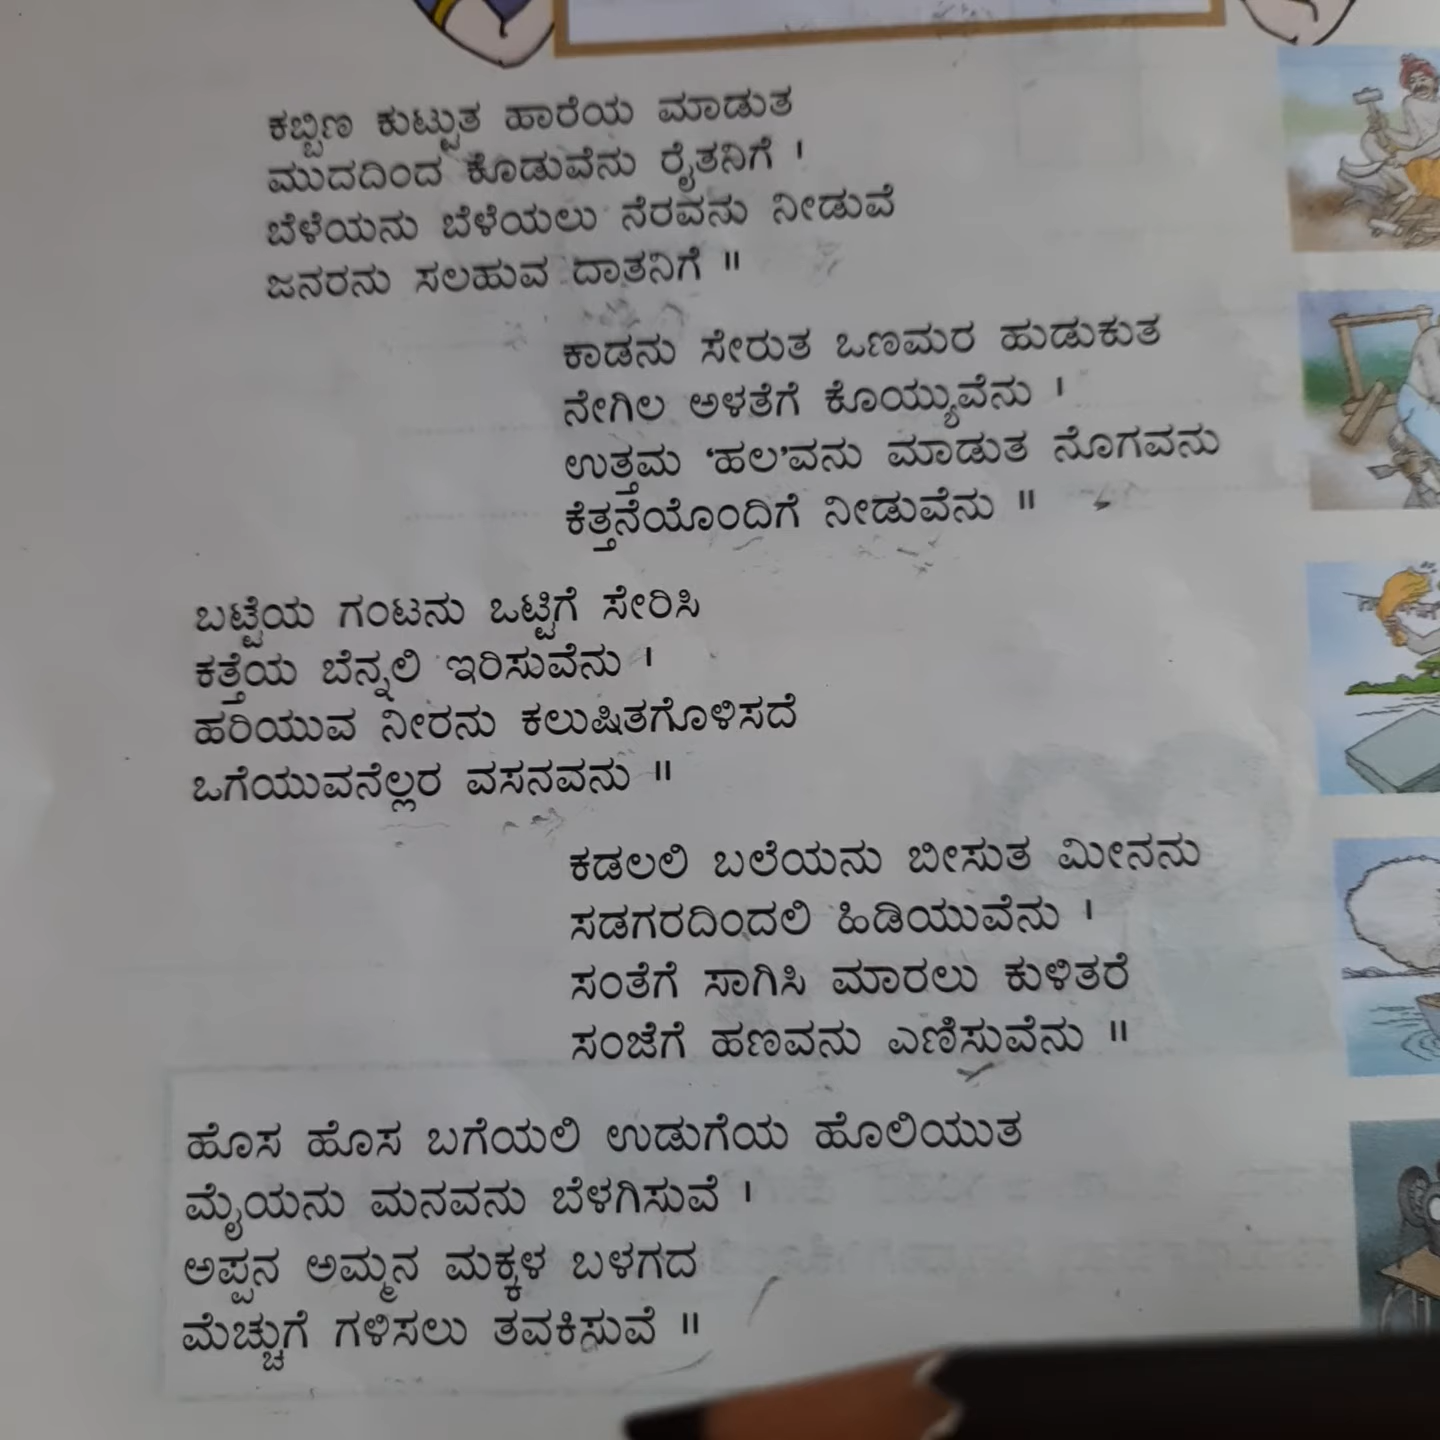 ಕಬ್ಬಿಣ ಕುಟ್ಟುತ ಹಾರೆಯ ಮಾಡುತ
ಮುದದಿಂದ ಕೊಡುವೆನು ರೈತನಿಗೆ ।
ಬೆಳೆಯನು ಬೆಳೆಯಲು ನೆರವನು ನೀಡುವೆ
ಜನರನು ಸಲಹುವ ದಾತನಿಗೆ ॥
ಕಾಡನು ಸೇರುತ ಒಣಮರ ಹುಡುಕುತ
ನೇಗಿಲ ಅಳತೆಗೆ ಕೊಯ್ಯುವೆನು ।
ಉತ್ತಮ ‘ಹಲ’ವನು ಮಾಡುತ ನೊಗವನು
ಕೆತ್ತನೆಯೊಂದಿಗೆ ನೀಡುವೆನು ॥
ಬಟ್ಟೆಯ ಗಂಟನು ಒಟ್ಟಿಗೆ ಸೇರಿಸಿ
ಕತ್ತೆಯ ಬೆನ್ನಲಿ ಇರಿಸುವೆನು ।
ಹರಿಯುವ ನೀರನು ಕಲುಷಿತಗೊಳಿಸದೆ
ಒಗೆಯುವನೆಲ್ಲರ ವಸನವನು ॥
ಕಡಲಲಿ ಬಲೆಯನು ಬೀಸುತ ಮೀನನು
ಸಡಗರದಿಂದಲಿ ಹಿಡಿಯುವೆನು ।
ಸಂತೆಗೆ ಸಾಗಿಸಿ ಮಾರಲು ಕುಳಿತರೆ
ಸಂಜೆಗೆ ಹಣವನು ಎಣಿಸುವೆನು ॥
ಹೊಸ ಹೊಸ ಬಗೆಯಲಿ ಉಡುಗೆಯ ಹೊಲಿಯುತ
ಮೈಯನು ಮನವನು ಬೆಳಗಿಸುವೆ ।
ಅಪ್ಪನ ಅಮ್ಮನ ಮಕ್ಕಳ ಬಳಗದ
ಮೆಚ್ಚುಗೆ ಗಳಿಸಲು ತವಕಿಸುವೆ ॥